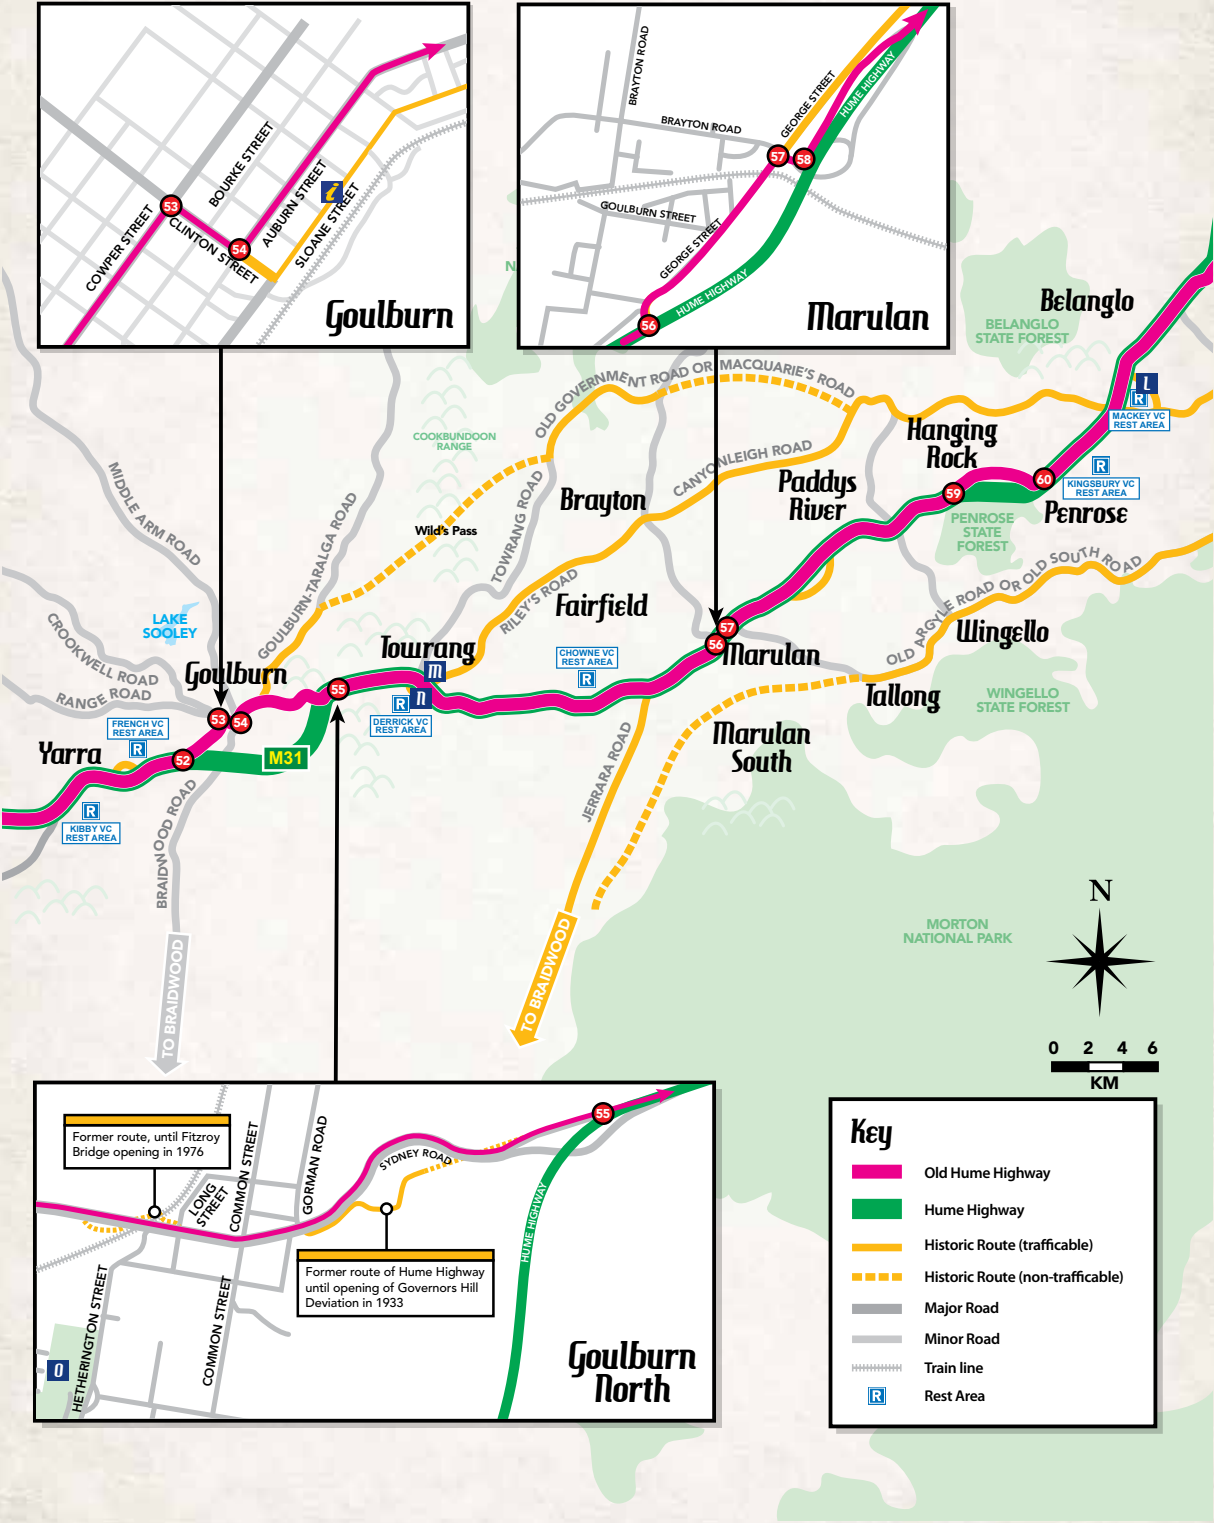 53
54
COWPER STREET
BOURKE STREET
CLINTON STREET
AUBURN STREET
SLOANE STREET
i
Goulburn
BRAYTON ROAD
BRAYTON ROAD
GEORGE STREET
HUME HIGHWAY
57
58
GOULBURN STREET
GEORGE STREET
HUME HIGHWAY
56
Marulan
N
Belanglo
BELANGLO
STATE FOREST
L
R
MACKEY VC
REST AREA
OLD GOVERNMENT ROAD OR MACQUARIE'S ROAD
COOKBUNDOON
RANGE
CANYONLEIGH ROAD
Hanging
Rock
R
KINGSBURY VC
REST AREA
60
59
Penrose
PENROSE
STATE
FOREST
Paddys
River
Brayton
Wild's Pass
TOWRANG ROAD
MIDDLE ARM ROAD
GOULBURN-TARALGA ROAD
RILEY'S ROAD
Fairfield
OLD ARGYLE ROAD OR OLD SOUTH ROAD
Wingello
LAKE
SOOLEY
CROOKWELL ROAD
RANGE ROAD
Goulburn
Towrang
M
n
57
56
Marulan
CHOWNE VC
REST AREA
R
55
R
DERRICK VC
REST AREA
Tallong
WINGELLO
STATE FOREST
FRENCH VC
REST AREA
R
53
54
Yarra
52
M31
Marulan
South
JERRARA ROAD
R
KIBBY VC
REST AREA
BRAIDWOOD ROAD
TO BRAIDWOOD
TO BRAIDWOOD
MORTON
NATIONAL PARK
N
0 2 4 6
KM
Former route, until Fitzroy
Bridge opening in 1976
LONG
STREET
COMMON STREET
GORMAN ROAD
SYDNEY ROAD
55
HUME HIGHWAY
Former route of Hume Highway
until opening of Governors Hill
Deviation in 1933
HETHERINGTON STREET
COMMON STREET
O
Goulburn
North
Key
Old Hume Highway
Hume Highway
Historic Route (trafficable)
Historic Route (non-trafficable)
Major Road
Minor Road
Train line
R
Rest Area